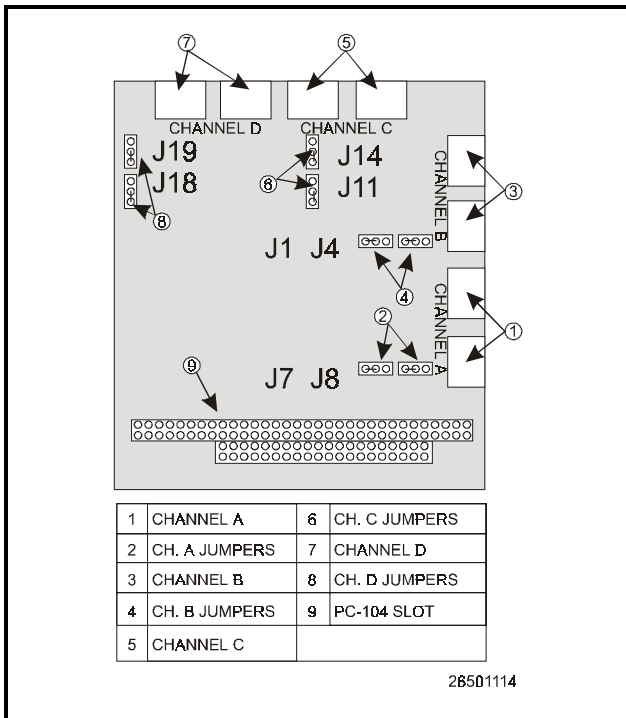 7 5
CHANNEL D CHANNEL C
J19 J14
8
J18 J11
8
CHANNEL B
3
J1 J4
4
CHANNEL A
1
2
J7 J8
9
1 CHANNEL A 6 CH. C JUMPERS
2 CH. A JUMPERS 7 CHANNEL D
3 CHANNEL B 8 CH. D JUMPERS
4 CH. B JUMPERS 9 PC-104 SLOT
5 CHANNEL C
26501114